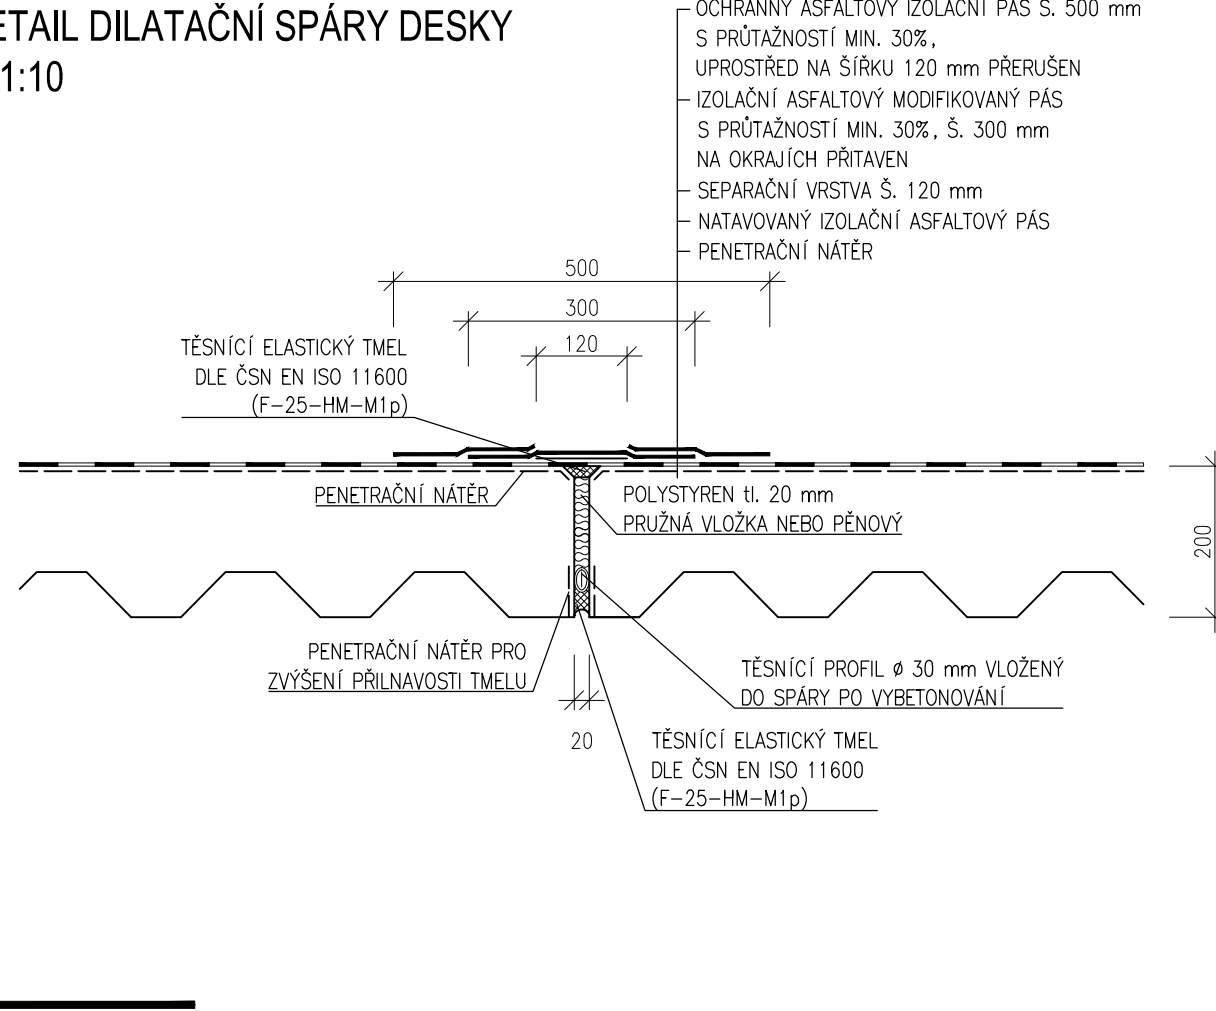 ETAIL DILATAČNÍ SPÁRY DESKY
1:10
OCHRANNÝ ASFALTOVÝ IZOLAČNÍ PÁS Š. 500 mm
S PRŮTAŽNOSTÍ MIN. 30%,
UPROSTŘED NA ŠÍŘKU 120 mm PŘERUŠEN
IZOLAČNÍ ASFALTOVÝ MODIFIKOVANÝ PÁS
S PRŮTAŽNOSTÍ MIN. 30%, Š. 300 mm
NA OKRAJÍCH PŘITAVEN
SEPARAČNÍ VRSTVA Š. 120 mm
NATAVOVANÝ IZOLAČNÍ ASFALTOVÝ PÁS
PENETRAČNÍ NÁTĚR
500
300
120
TĚSNÍCÍ ELASTICKÝ TMEL
DLE ČSN EN ISO 11600
(F-25-HM-M1p)
PENETRAČNÍ NÁTĚR
POLYSTYREN tl. 20 mm
PRUŽNÁ VLOŽKA NEBO PĚNOVÝ
200
PENETRAČNÍ NÁTĚR PRO
ZVÝŠENÍ PŘILNAVOSTI TMELU
TĚSNÍCÍ PROFIL ø 30 mm VLOŽENÝ
DO SPÁRY PO VYBETONOVÁNÍ
20
TĚSNÍCÍ ELASTICKÝ TMEL
DLE ČSN EN ISO 11600
(F-25-HM-M1p)